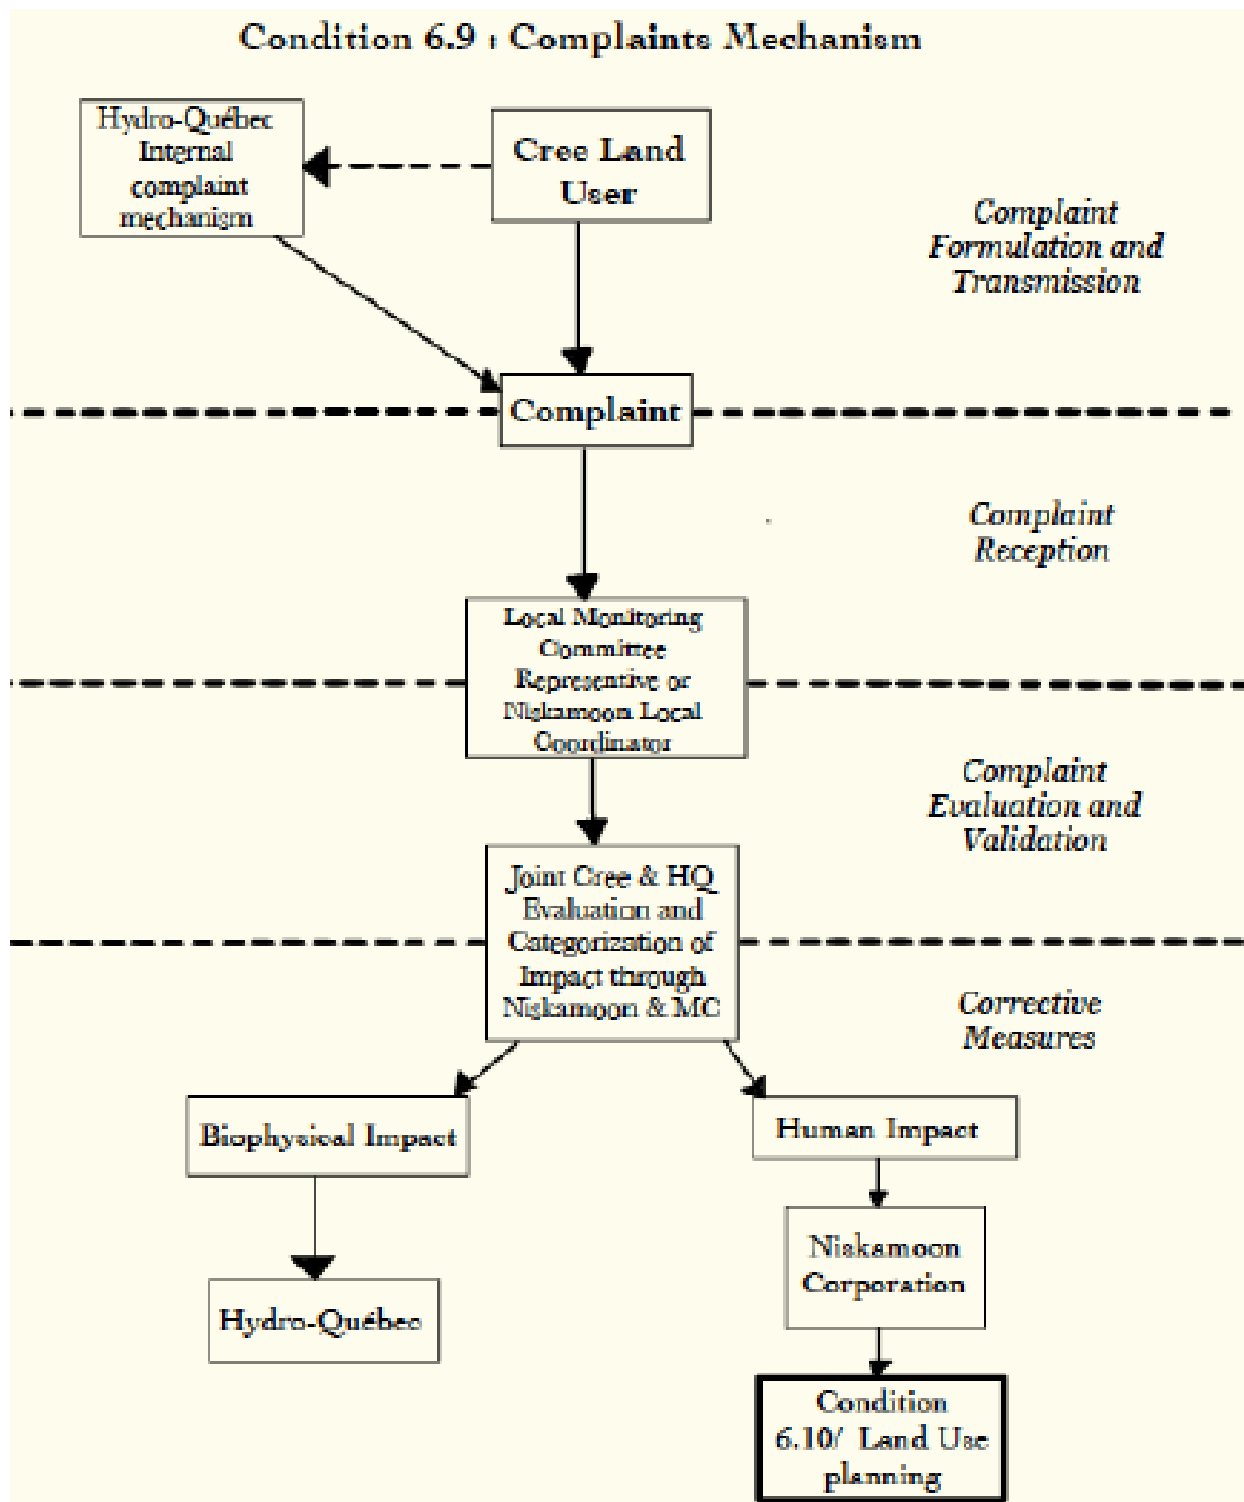 Condition 6.9 : Complaints Mechanism
Hydro-Québec
Internal
complaint
mechanism
Cree Land
User
Complaint
Formulation and
Transmission
Complaint
Complaint
Reception
Local Monitoring
Committee
Representive or
Niskamoon Local
Coordinator
Complaint
Evaluation and
Validation
Joint Cree & HQ
Evaluation and
Categorization of
Impact through
Niskamoon & MC
Corrective
Measures
Biophysical Impact
Human Impact
Niskamoon
Corporation
Hydro-Québec
Condition
6.10/ Land Use
planning